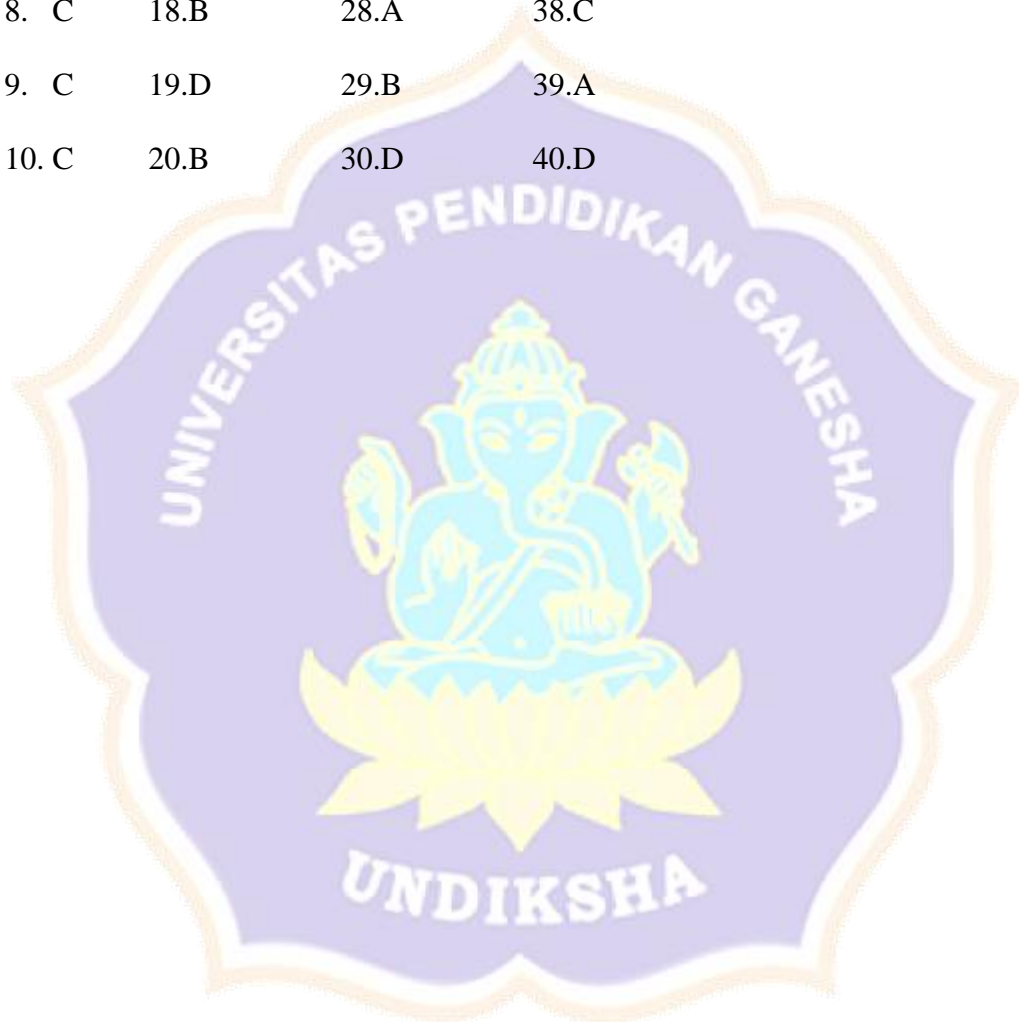 8. C 18.B 28.A 38.C
9. C 19.D 29.B 39.A
10. C 20.B 30.D 40.D
UNIVERSITAS PENDIDIKAN GANESHA
UNDIKSHA